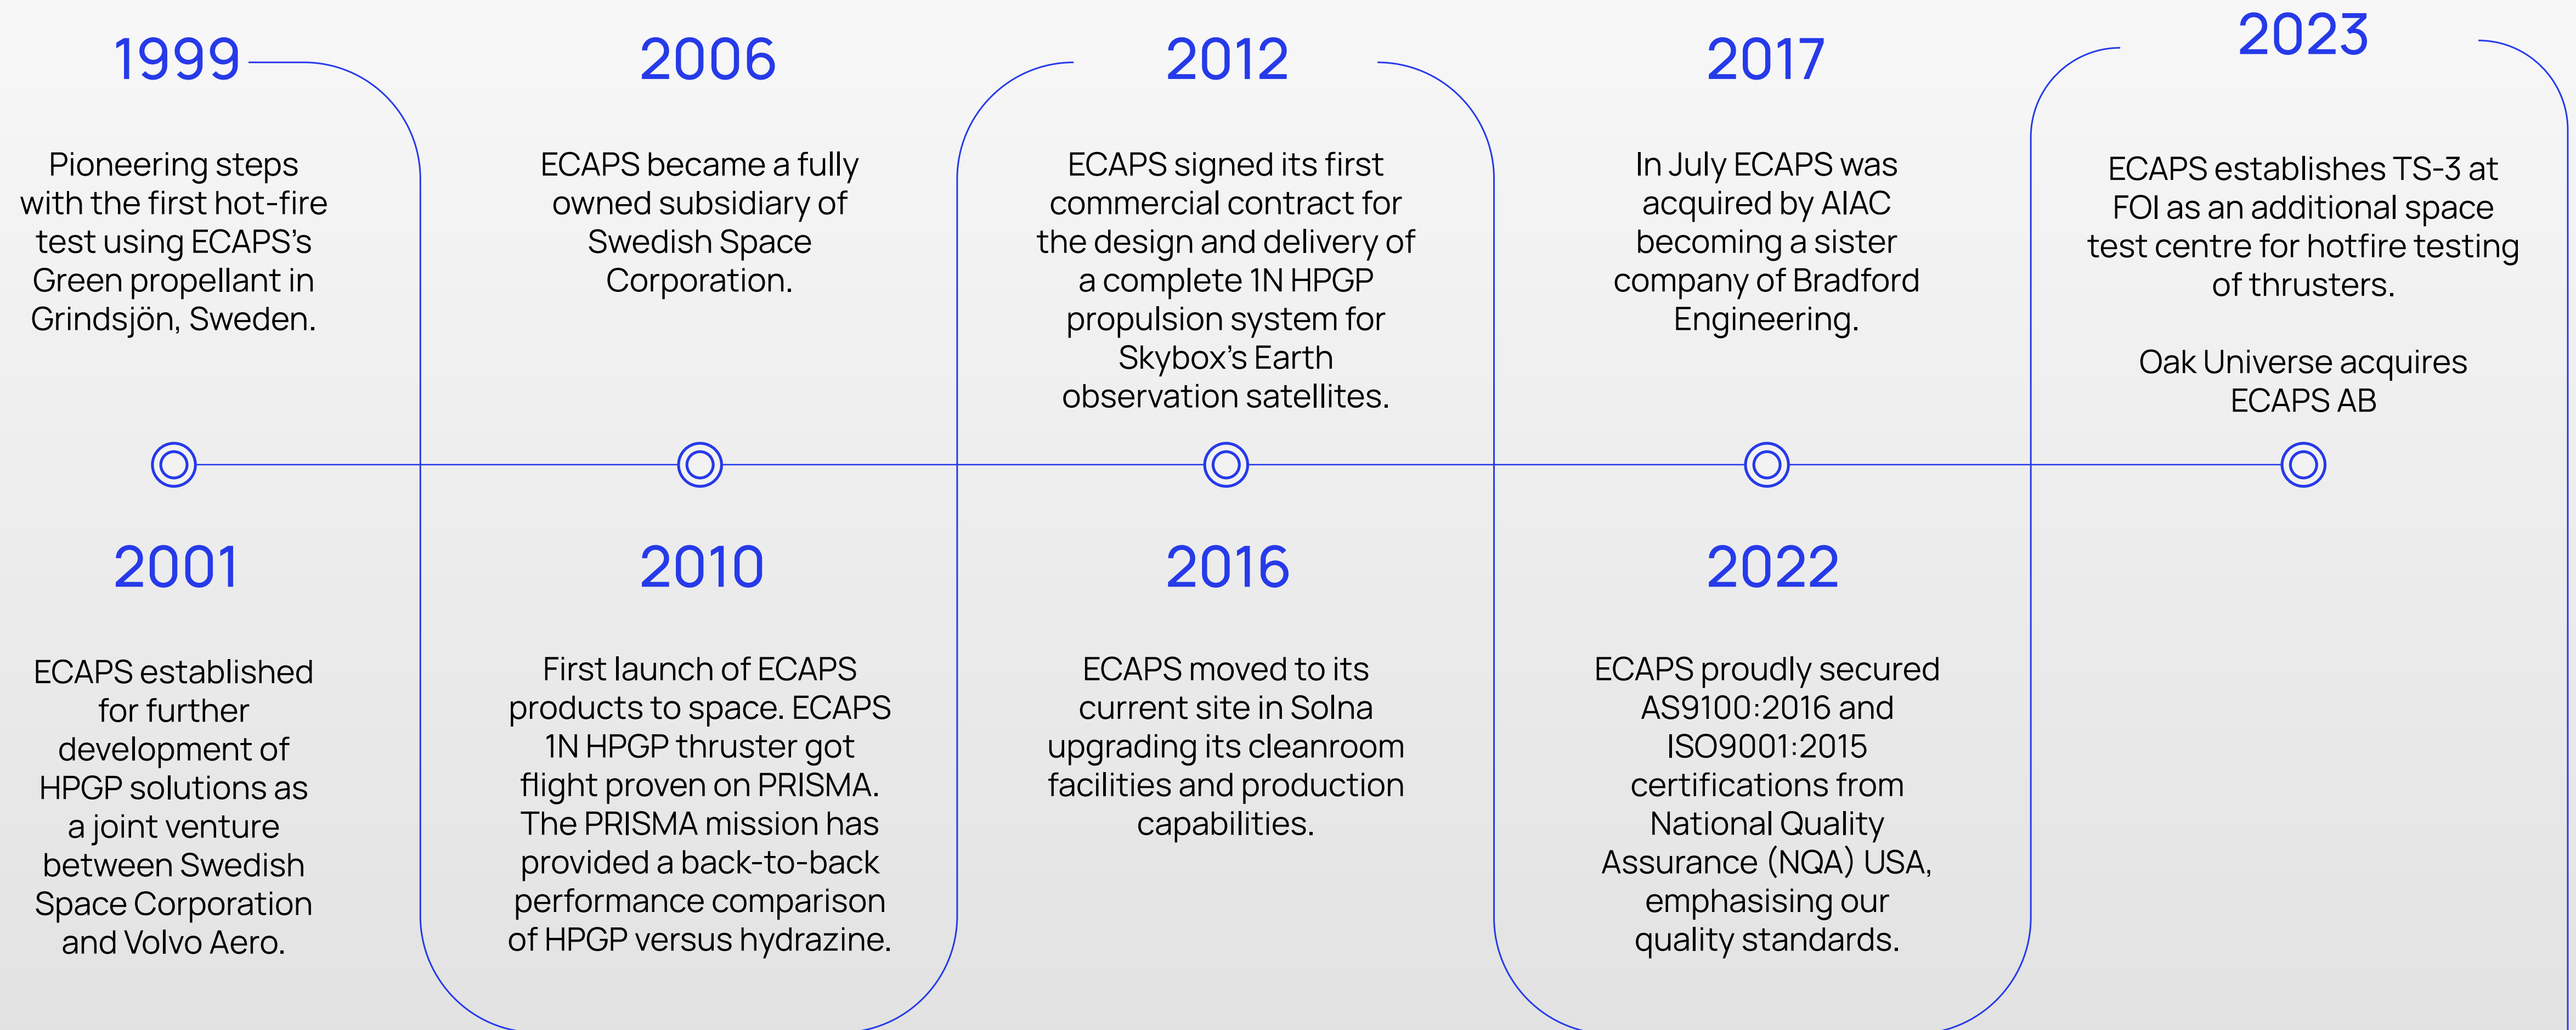 1999
Pioneering steps
with the first hot-fire
test using ECAPS's
Green propellant in
Grindsjön, Sweden.
2001
ECAPS established
for further
development of
HPGP solutions as
a joint venture
between Swedish
Space Corporation
and Volvo Aero.
2006
ECAPS became a fully
owned subsidiary of
Swedish Space
Corporation.
2010
First launch of ECAPS
products to space. ECAPS
1N HPGP thruster got
flight proven on PRISMA.
The PRISMA mission has
provided a back-to-back
performance comparison
of HPGP versus hydrazine.
2012
ECAPS signed its first
commercial contract for
the design and delivery of
a complete 1N HPGP
propulsion system for
Skybox's Earth
observation satellites.
2016
ECAPS moved to its
current site in Solna
upgrading its cleanroom
facilities and production
capabilities.
2017
In July ECAPS was
acquired by AIAC
becoming a sister
company of Bradford
Engineering.
2022
ECAPS proudly secured
AS9100:2016 and
ISO9001:2015
certifications from
National Quality
Assurance (NQA) USA,
emphasising our
quality standards.
2023
ECAPS establishes TS-3 at
FOI as an additional space
test centre for hotfire testing
of thrusters.
Oak Universe acquires
ECAPS AB